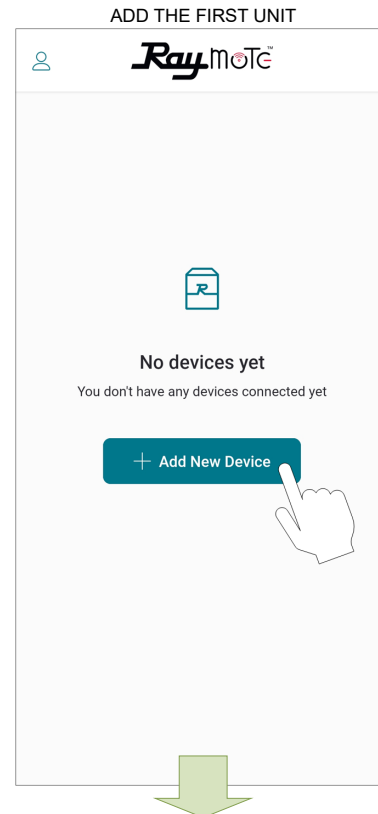 ADD THE FIRST UNIT
Raymote™
R
No devices yet
You don't have any devices connected yet
+ Add New Device